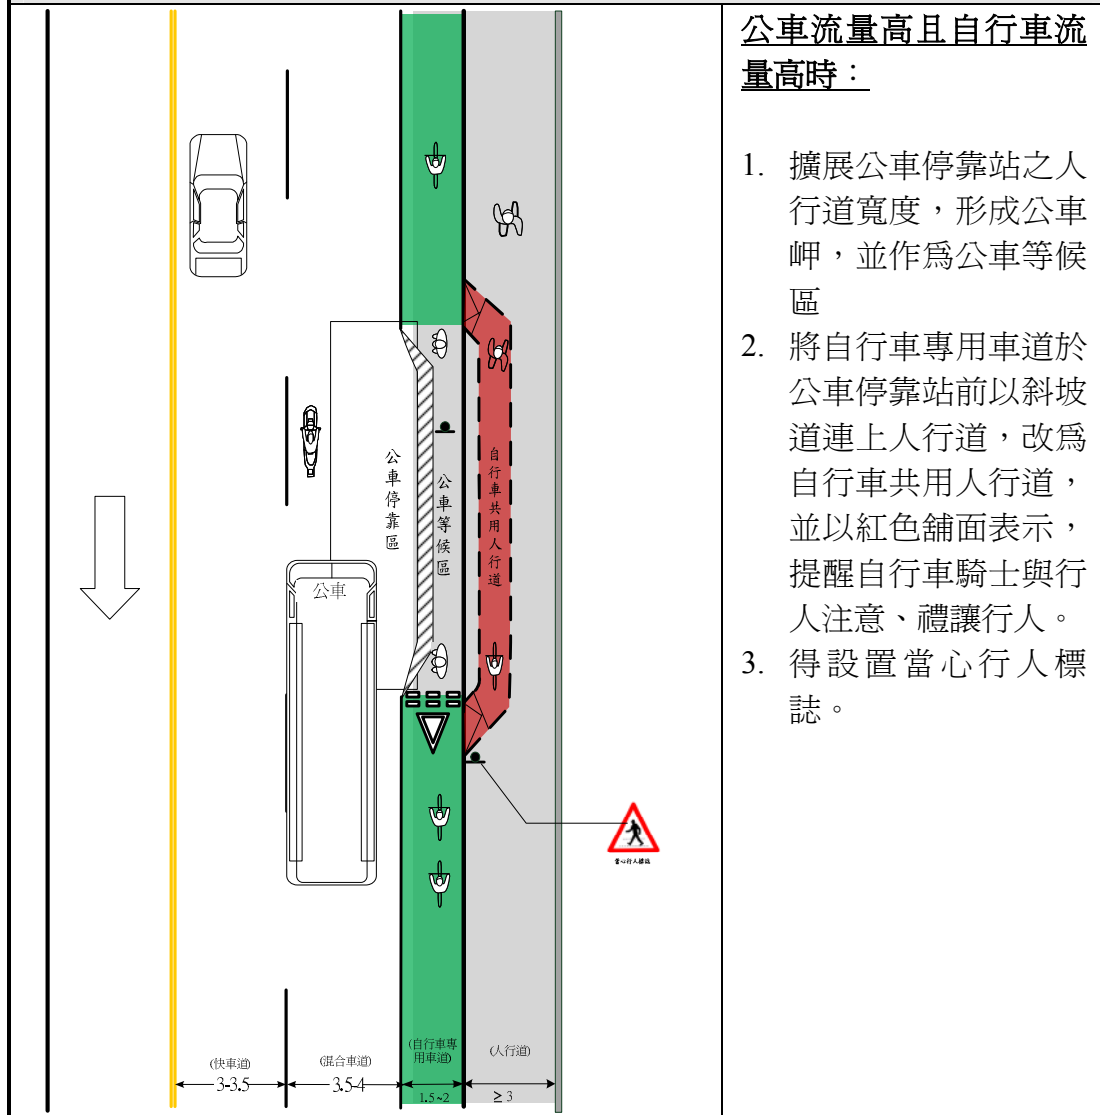 公車流量高且自行車流
量高時：
1. 擴展公車停靠站之人
行道寬度，形成公車
岬，並作為公車等候
區
2. 將自行車專用車道於
公車停靠站前以斜坡
道連上人行道，改為
自行車共用人行道，
並以紅色舖面表示，
提醒自行車騎士與行
人注意、禮讓行人。
3. 得設置當心行人標
誌。
公車停靠區
公車等候區
自行車共用人行道
公車
當心行人標誌
(快車道)
3-3.5
(混合車道)
3.5-4
(自行車專
用車道)
1.5~2
(人行道)
≥ 3